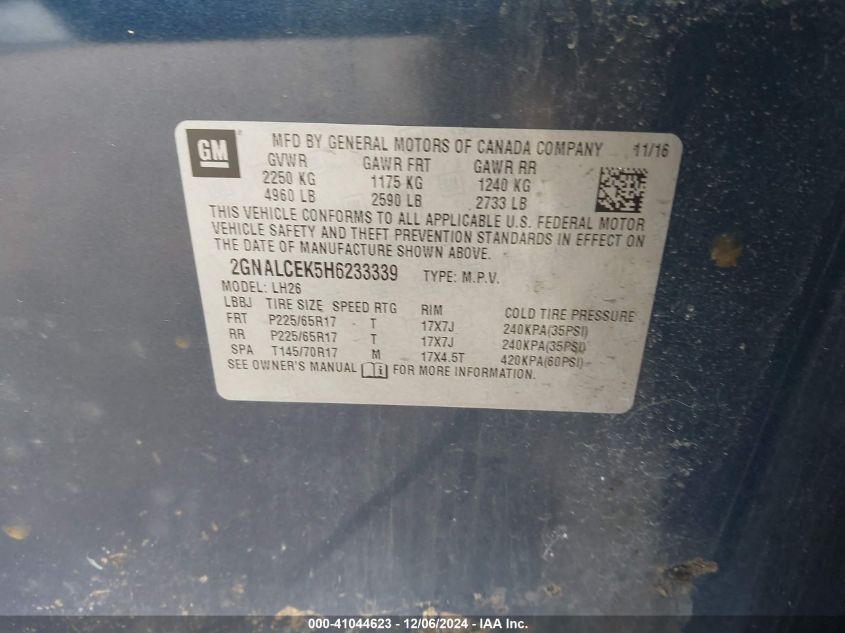 GM
MFD BY GENERAL MOTORS OF CANADA COMPANY 11/16
GVWR GAWR FRT GAWR RR
2250 KG 1175 KG 1240 KG
4960 LB 2590 LB 2733 LB
THIS VEHICLE CONFORMS TO ALL APPLICABLE U.S. FEDERAL MOTOR
VEHICLE SAFETY AND THEFT PREVENTION STANDARDS IN EFFECT ON
THE DATE OF MANUFACTURE SHOWN ABOVE.
2GNALCEK5H6233339 TYPE: M.P.V.
MODEL: LH26
LBBJ TIRE SIZE SPEED RTG RIM COLD TIRE PRESSURE
FRT P225/65R17 T 17X7J 240KPA(35PSI)
RR P225/65R17 T 17X7J 240KPA(35PSI)
SPA T145/70R17 M 17X4.5T 420KPA(60PSI)
SEE OWNER'S MANUAL FOR MORE INFORMATION.
000-41044623 - 12/06/2024 - IAA Inc.